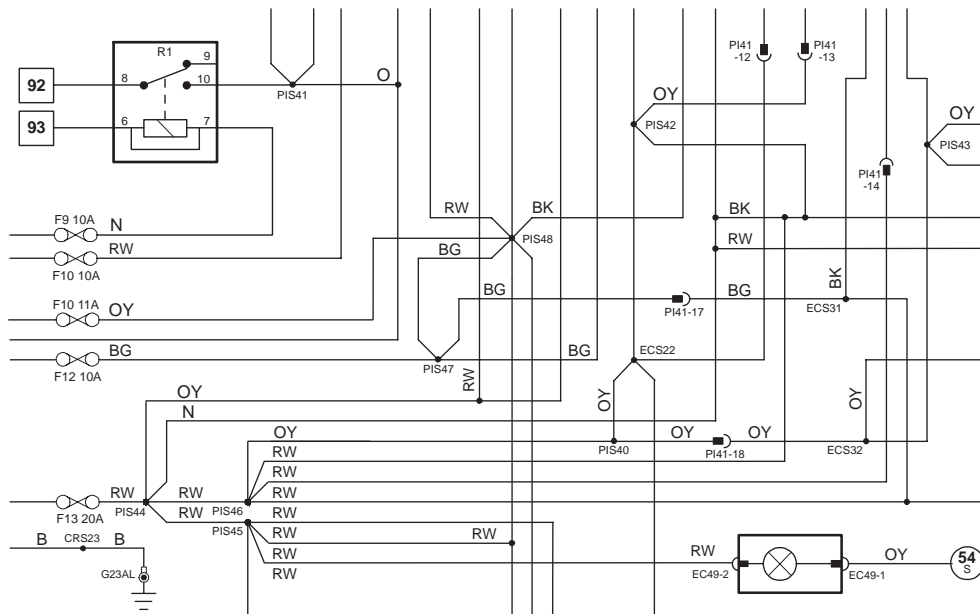 R1
9
92
8
10
O
PIS41
93
6
7
PI41
-12
PI41
-13
OY
PIS42
OY
PIS43
PI41
-14
F9 10A
N
RW
F10 10A
RW
BK
BK
PIS48
RW
BG
BG
BG
BK
PI41-17
ECS31
F10 11A
OY
F12 10A
BG
PIS47
BG
ECS22
RW
OY
OY
OY
N
OY
OY
OY
PIS40
PI41-18
ECS32
RW
RW
F13 20A
RW
PIS44
RW
PIS46
RW
RW
PIS45
RW
RW
RW
RW
RW
B
CRS23
B
G23AL
RW
EC49-2
EC49-1
OY
54
S